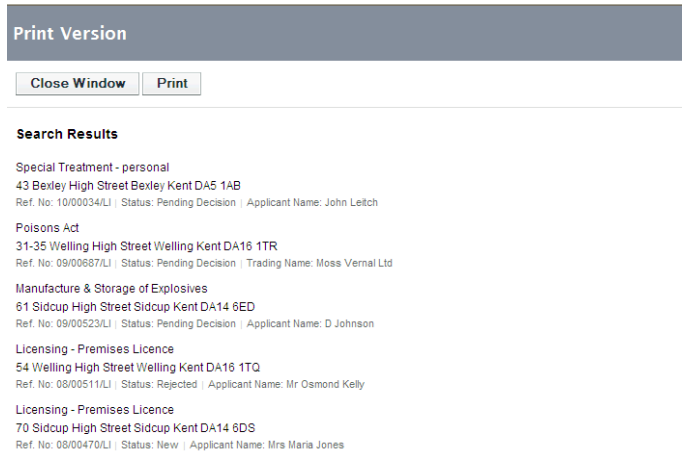 Print Version
Close Window Print
Search Results
Special Treatment - personal
43 Bexley High Street Bexley Kent DA5 1AB
Ref. No: 10/00034/LI | Status: Pending Decision | Applicant Name: John Leitch
Poisons Act
31-35 Welling High Street Welling Kent DA16 1TR
Ref. No: 09/00687/LI | Status: Pending Decision | Trading Name: Moss Vernal Ltd
Manufacture & Storage of Explosives
61 Sidcup High Street Sidcup Kent DA14 6ED
Ref. No: 09/00523/LI | Status: Pending Decision | Applicant Name: D Johnson
Licensing - Premises Licence
54 Welling High Street Welling Kent DA16 1TQ
Ref. No: 08/00511/LI | Status: Rejected | Applicant Name: Mr Osmond Kelly
Licensing - Premises Licence
70 Sidcup High Street Sidcup Kent DA14 6DS
Ref. No: 08/00470/LI | Status: New | Applicant Name: Mrs Maria Jones